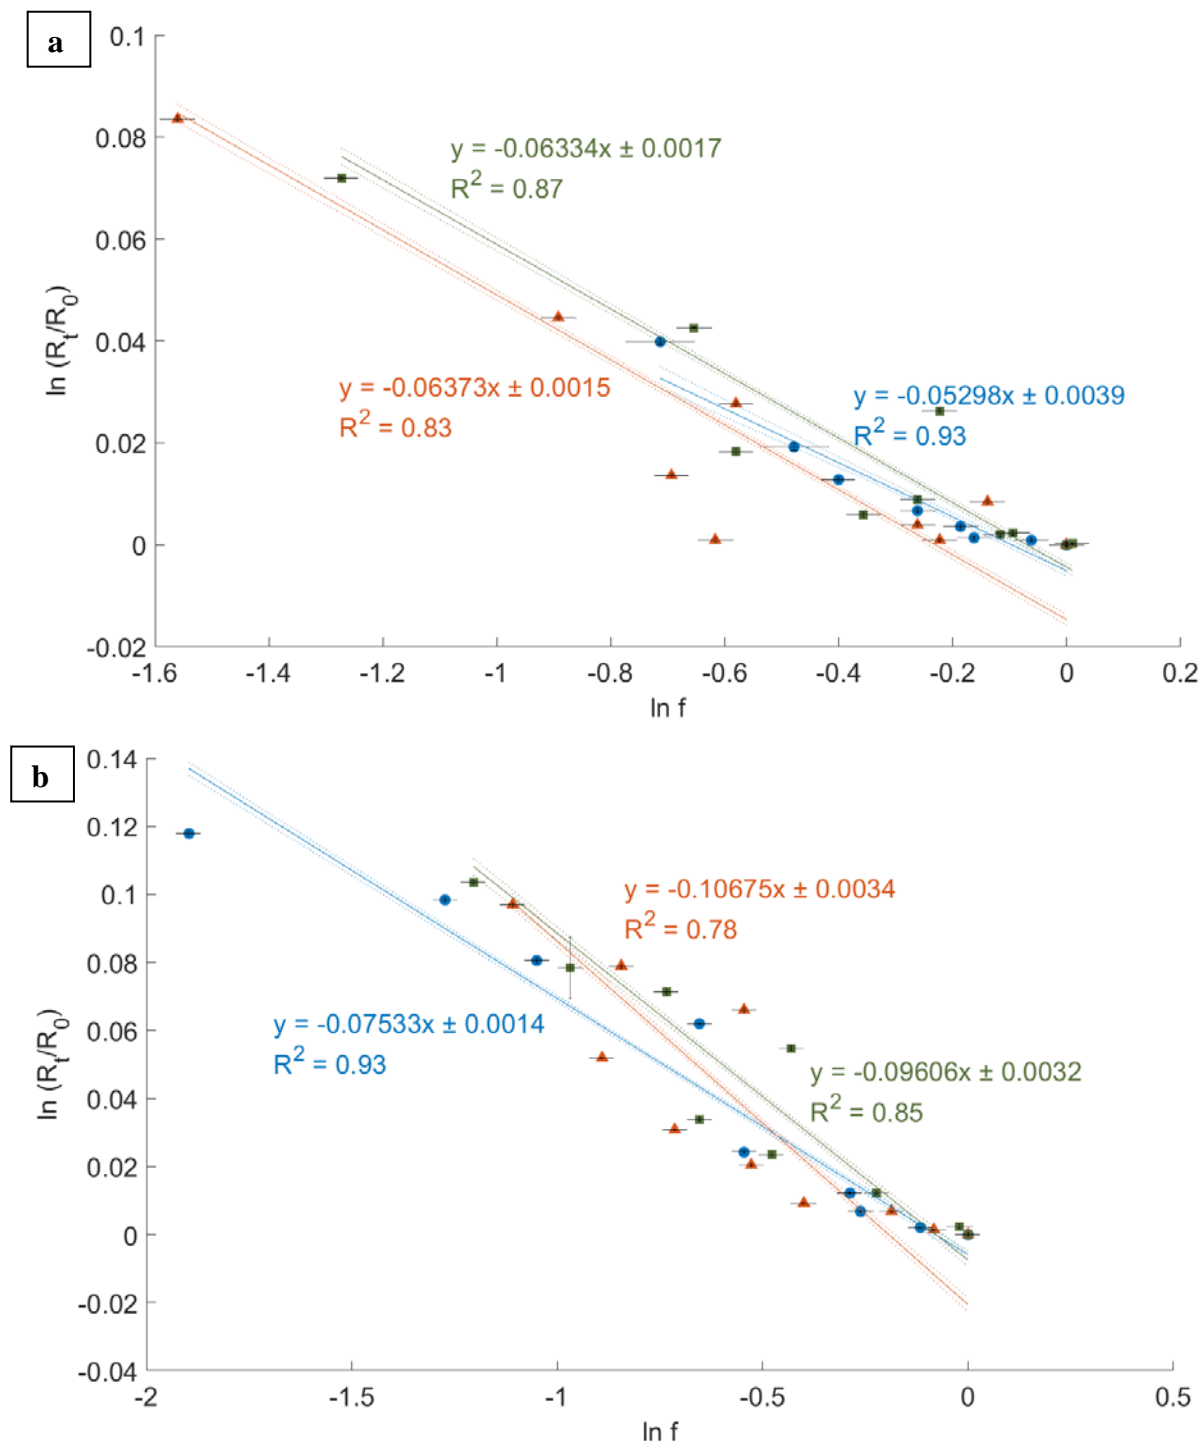 a
0.1
0.08
0.06
0.04
0.02
0
-0.02
ln (Rt/R0)
y = -0.06334x ± 0.0017
R2 = 0.87
y = -0.06373x ± 0.0015
R2 = 0.83
y = -0.05298x ± 0.0039
R2 = 0.93
-1.6 -1.4 -1.2 -1 -0.8 -0.6 -0.4 -0.2 0 0.2
ln f
b
0.14
0.12
0.1
0.08
0.06
0.04
0.02
0
-0.02
-0.04
ln (Rt/R0)
y = -0.10675x ± 0.0034
R2 = 0.78
y = -0.07533x ± 0.0014
R2 = 0.93
y = -0.09606x ± 0.0032
R2 = 0.85
-2 -1.5 -1 -0.5 0 0.5
ln f